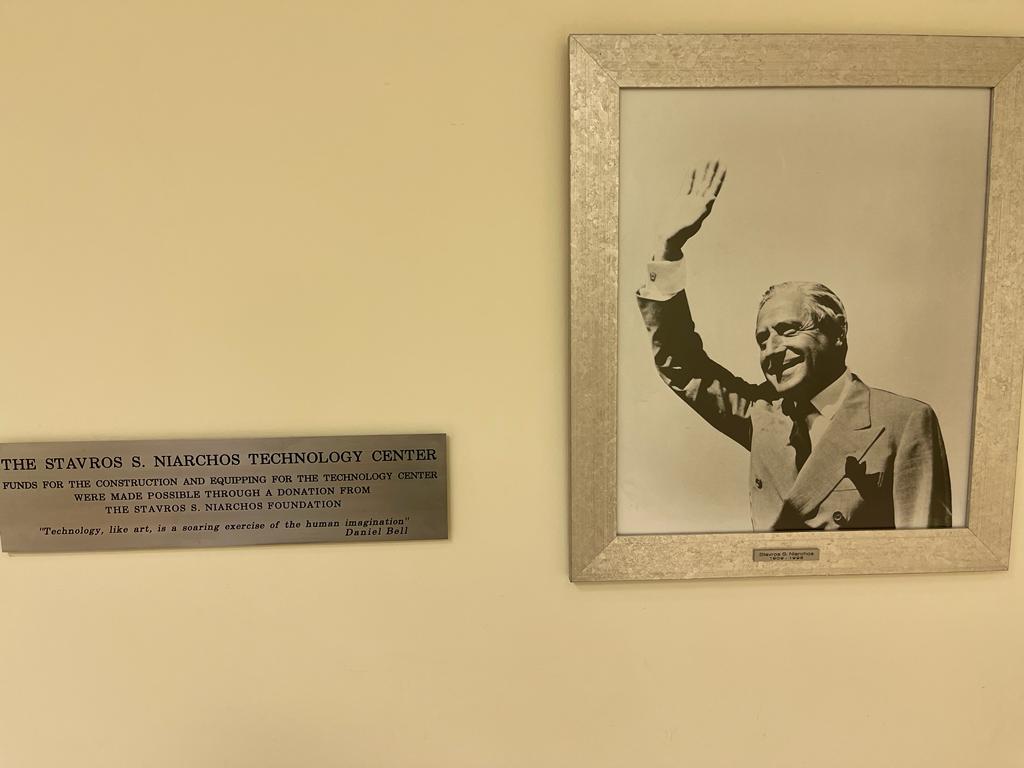 THE STAVROS S. NIARCHOS TECHNOLOGY CENTER
FUNDS FOR THE CONSTRUCTION AND EQUIPPING FOR THE TECHNOLOGY CENTER
WERE MADE POSSIBLE THROUGH A DONATION FROM
THE STAVROS S. NIARCHOS FOUNDATION
"Technology, like art, is a soaring exercise of the human imagination"
Daniel Bell
Stavros S. Niarchos
1909 - 1996